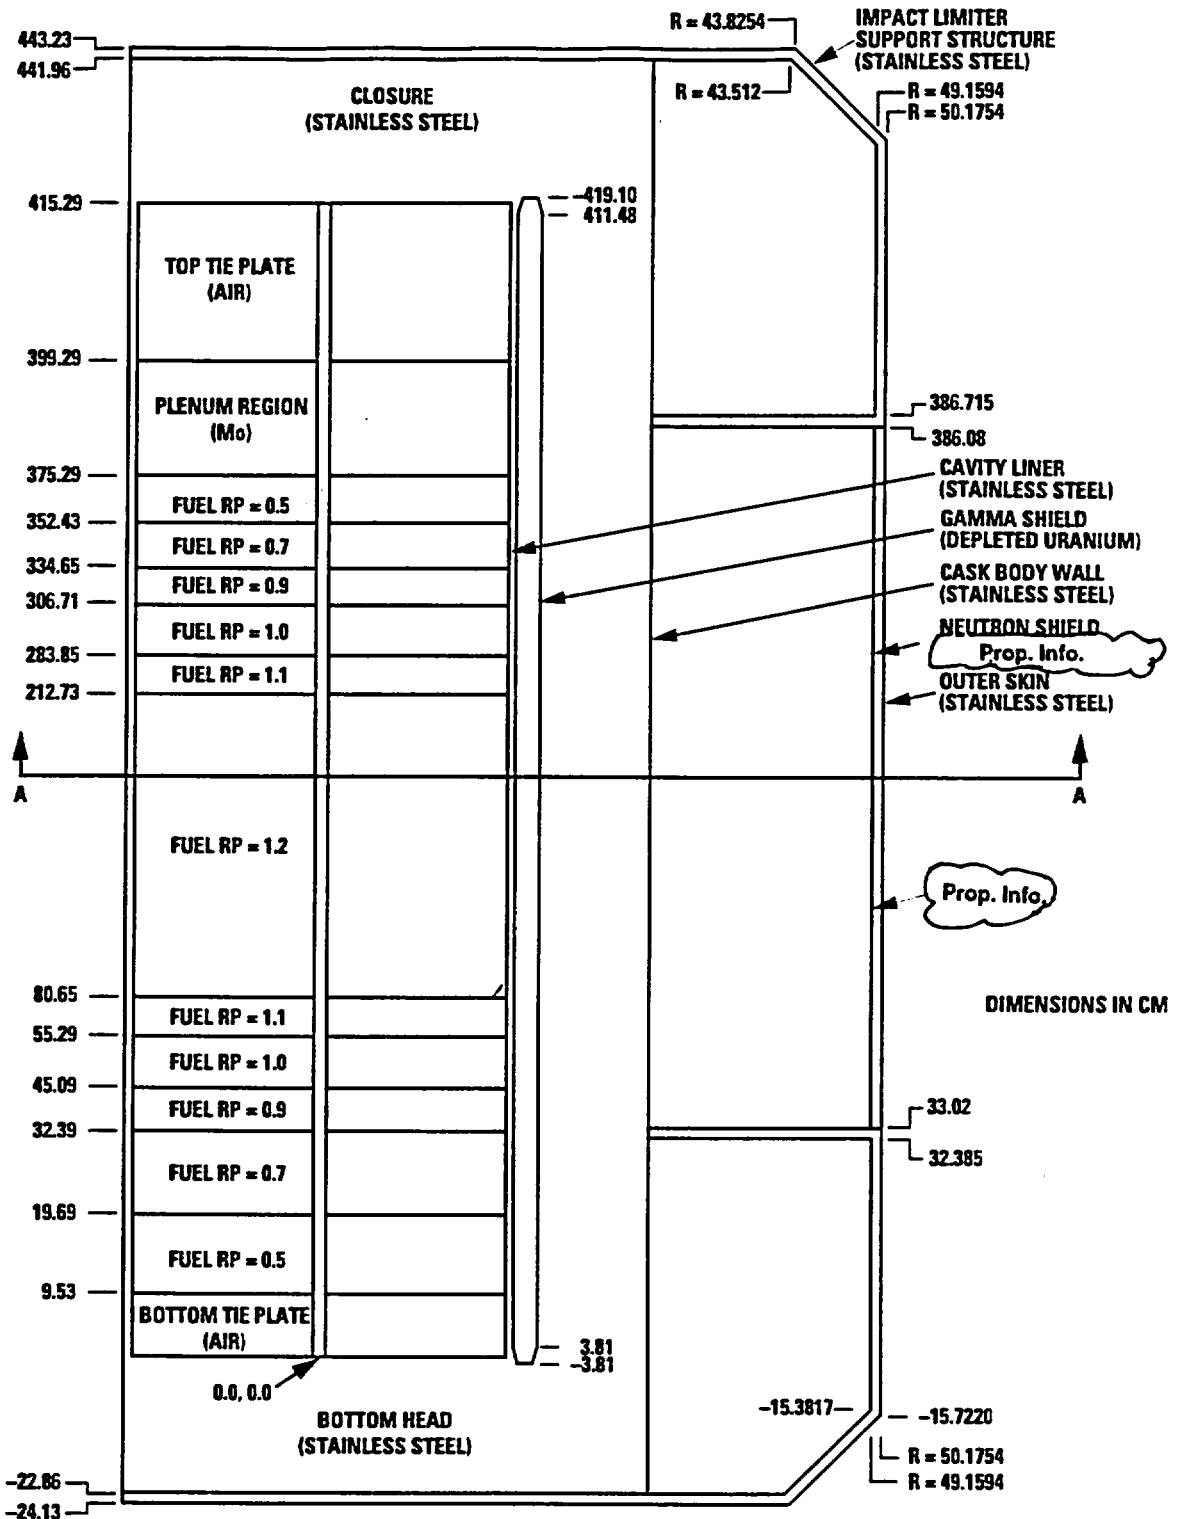 R = 43.8254
IMPACT LIMITER
SUPPORT STRUCTURE
(STAINLESS STEEL)
443.23
441.96
R = 43.512
R = 49.1594
R = 50.1754
CLOSURE
(STAINLESS STEEL)
415.29
419.10
411.48
TOP TIE PLATE
(AIR)
399.29
PLENUM REGION
(Mo)
386.715
386.08
375.29
CAVITY LINER
(STAINLESS STEEL)
FUEL RP = 0.5
352.43
GAMMA SHIELD
(DEPLETED URANIUM)
FUEL RP = 0.7
334.65
CASK BODY WALL
(STAINLESS STEEL)
FUEL RP = 0.9
306.71
FUEL RP = 1.0
NEUTRON SHIELD
Prop. Info.
283.85
FUEL RP = 1.1
OUTER SKIN
(STAINLESS STEEL)
212.73
A
A
FUEL RP = 1.2
Prop. Info.
80.65
DIMENSIONS IN CM
FUEL RP = 1.1
55.29
FUEL RP = 1.0
45.09
FUEL RP = 0.9
33.02
32.39
32.385
FUEL RP = 0.7
19.69
FUEL RP = 0.5
9.53
BOTTOM TIE PLATE
(AIR)
3.81
-3.81
0.0, 0.0
-15.3817
-15.7220
BOTTOM HEAD
(STAINLESS STEEL)
R = 50.1754
R = 49.1594
-22.86
-24.13